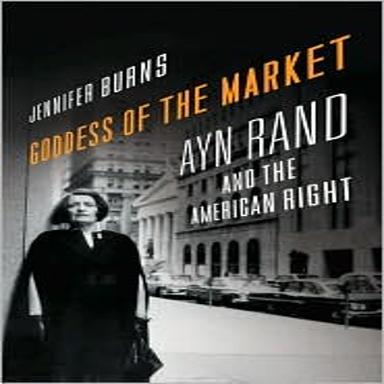 JENNIFER BURNS
GODDESS OF THE MARKET
AYN RAND
AND THE
AMERICAN RIGHT